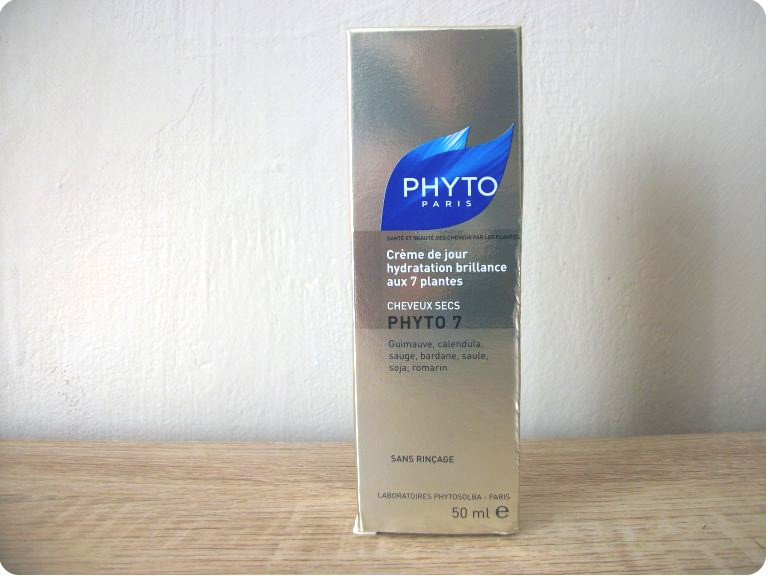 PHYTO
PARIS
SANTÉ ET BEAUTÉ DES CHEVEUX PAR LES PLANTES
Crème de jour
hydratation brillance
aux 7 plantes
CHEVEUX SECS
PHYTO 7
Guimauve, calendula,
sauge, bardane, saule,
soja, romarin
SANS RINÇAGE
LABORATOIRES PHYTOSOLBA - PARIS
50 ml e